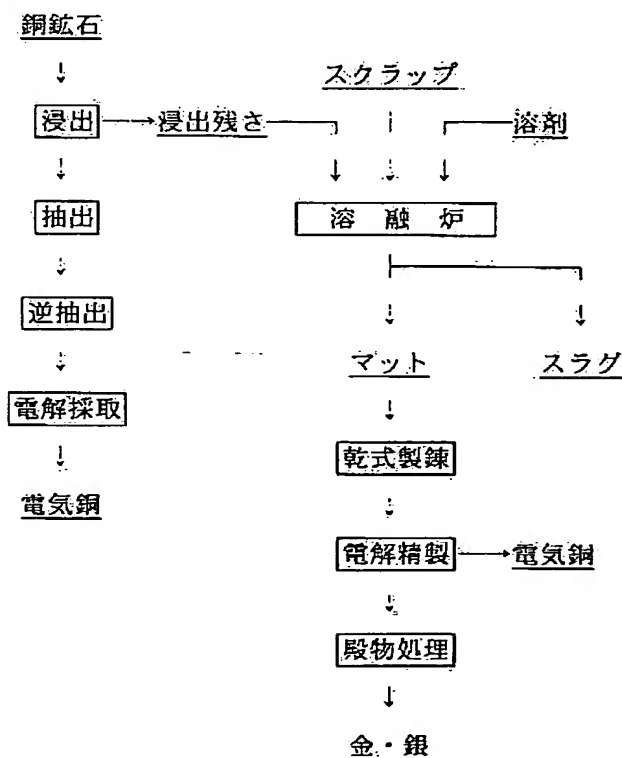 銅鉱石
スクラップ
浸出
浸出残さ
溶剤
抽出
溶融炉
逆抽出
マット
スラグ
電解採取
乾式製錬
電気銅
電解精製
電気銅
殿物処理
金・銀